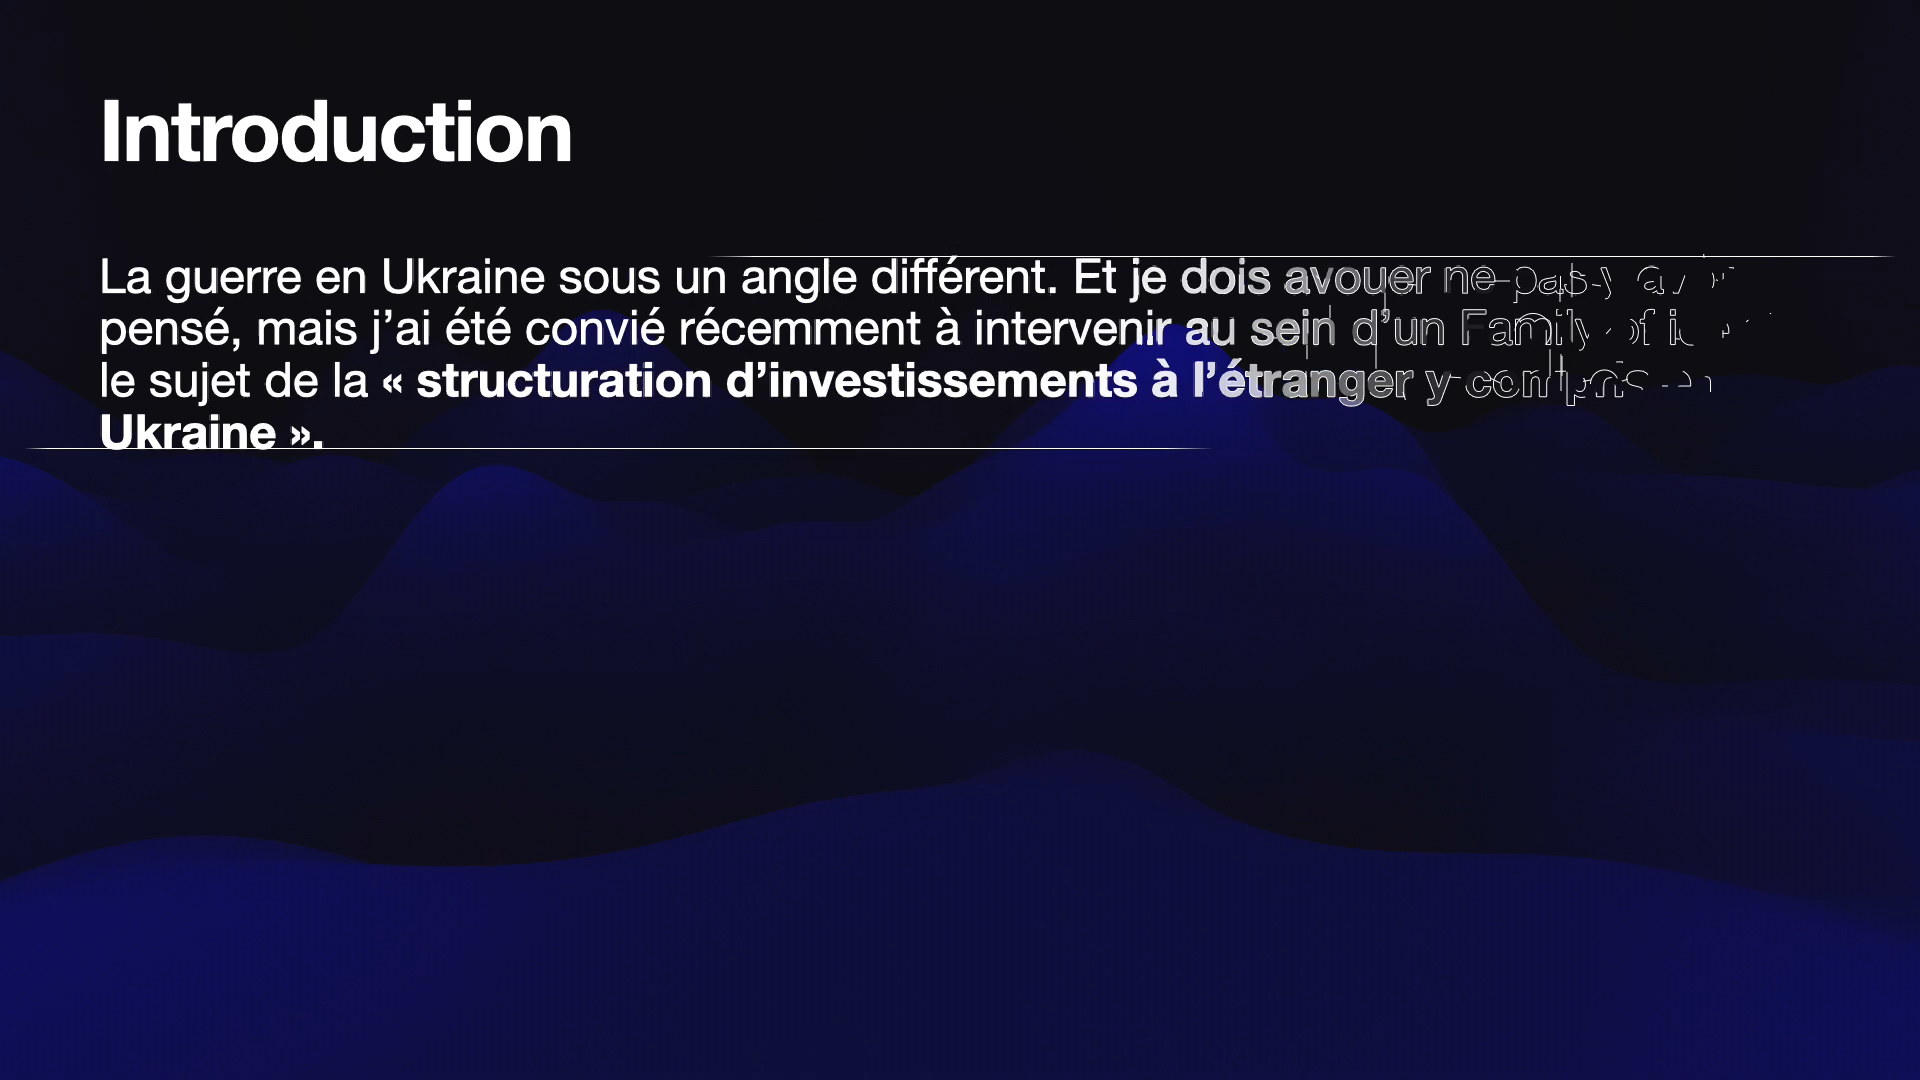 Introduction
La guerre en Ukraine sous un angle différent. Et je dois avouer ne pas y
pensé, mais j’ai été convié récemment à intervenir au sein d’un Family
le sujet de la « structuration d’investissements à l’étranger y compris en
Ukraine ».